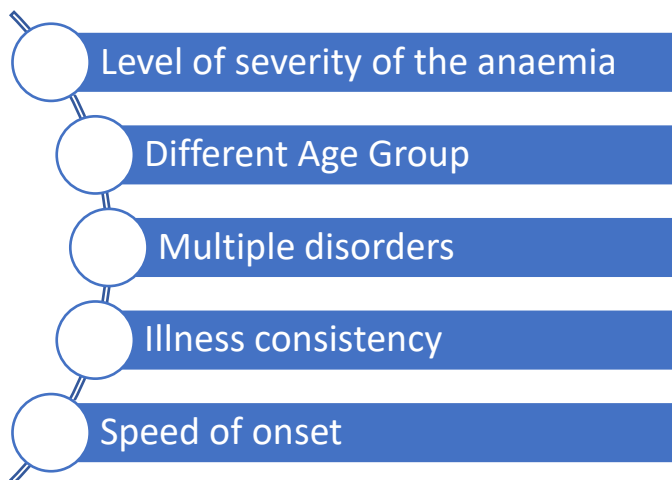 Level of severity of the anaemia
Different Age Group
Multiple disorders
Illness consistency
Speed of onset